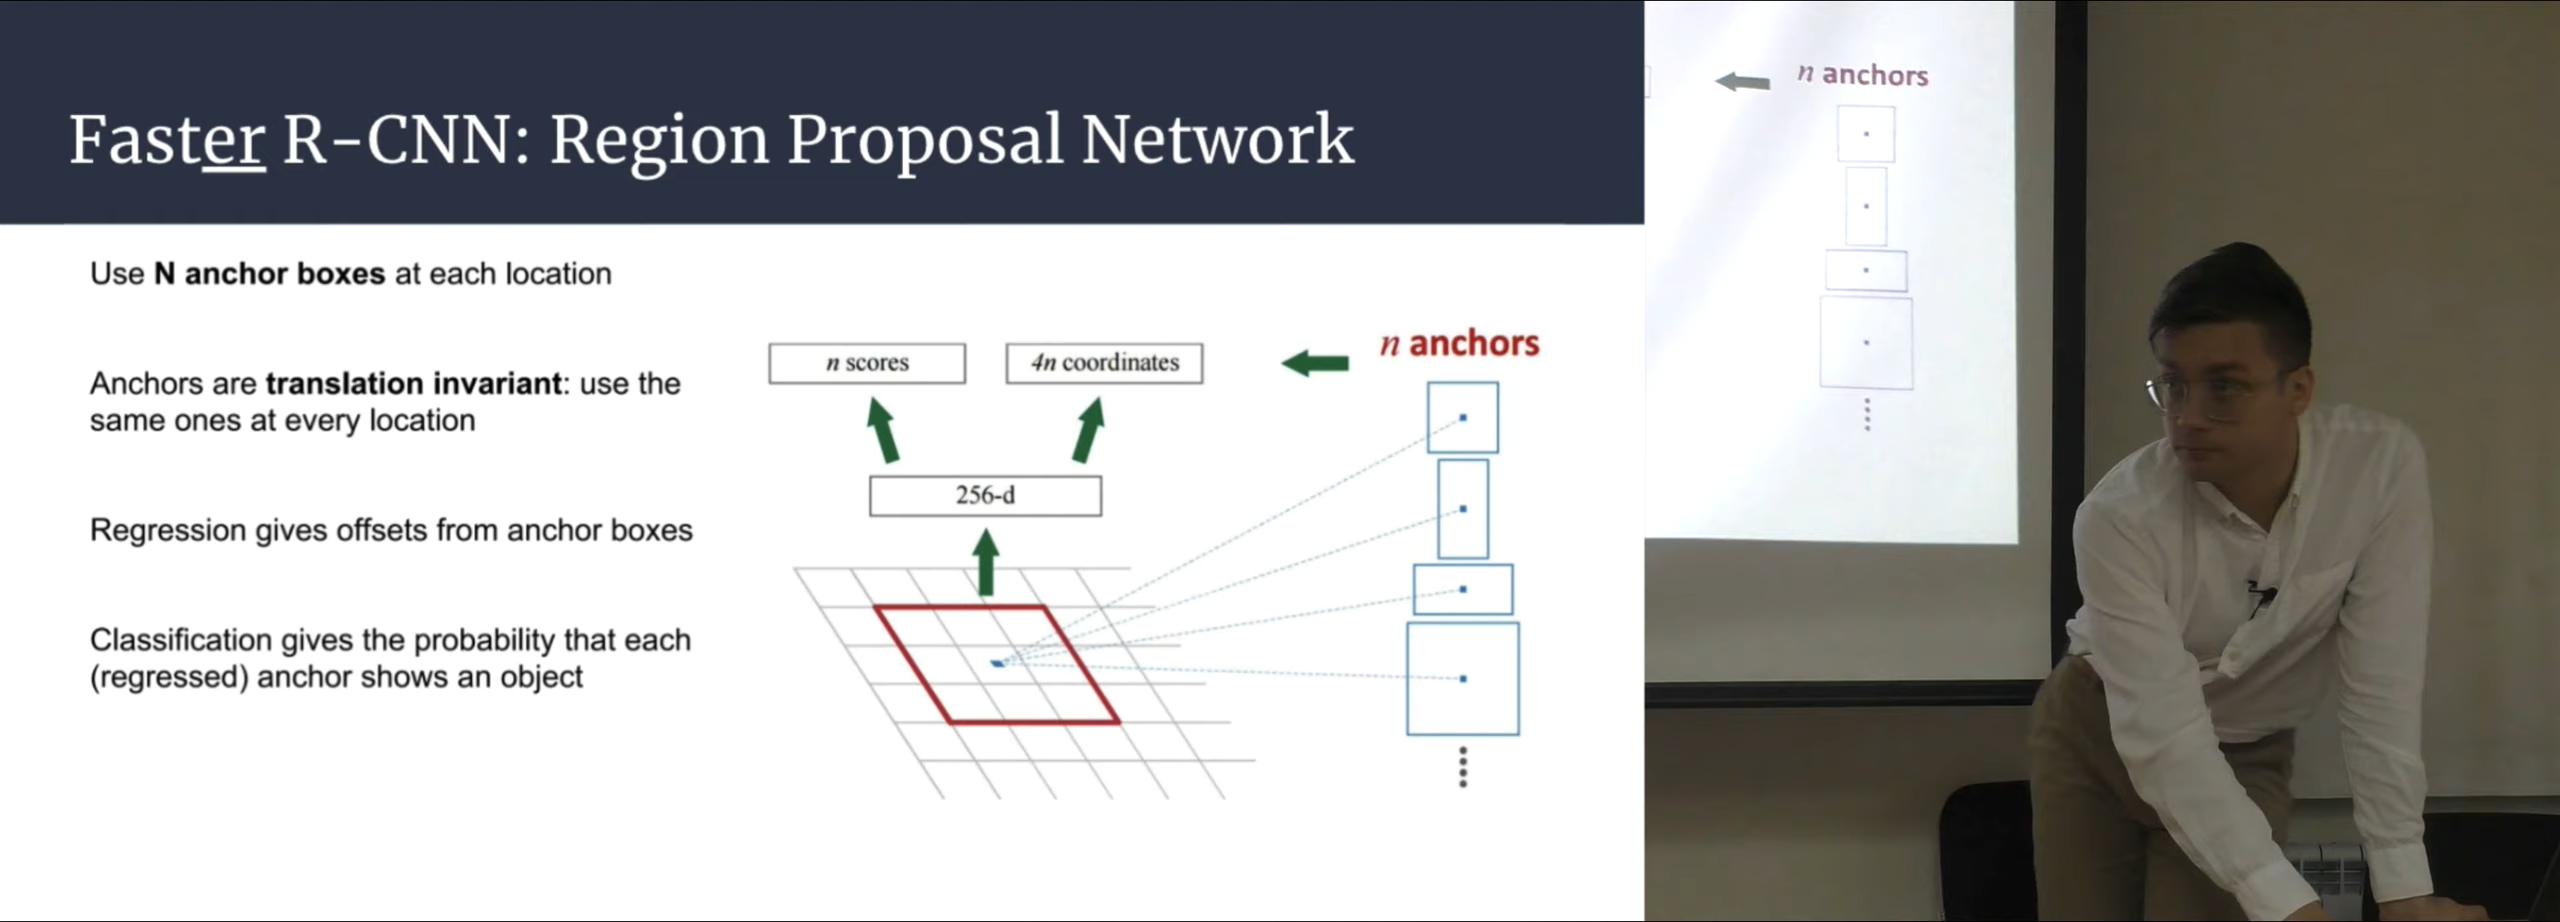 Faster R-CNN: Region Proposal Network
Use N anchor boxes at each location
Anchors are translation invariant: use the
same ones at every location
Regression gives offsets from anchor boxes
Classification gives the probability that each
(regressed) anchor shows an object
n scores
4n coordinates
n anchors
256-d
n anchors